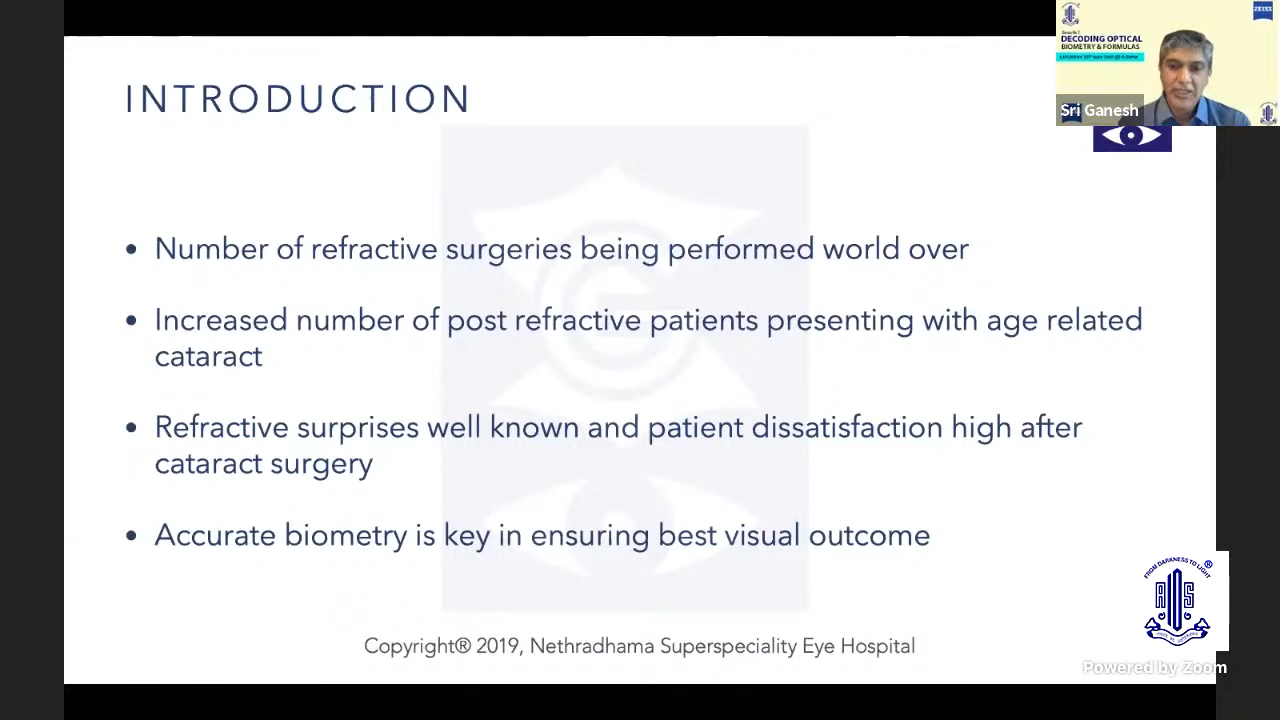 INTRODUCTION
• Number of refractive surgeries being performed world over
• Increased number of post refractive patients presenting with age related
cataract
• Refractive surprises well known and patient dissatisfaction high after
cataract surgery
• Accurate biometry is key in ensuring best visual outcome
Copyright® 2019, Nethradhama Superspeciality Eye Hospital
ZEISS
DECODING OPTICAL
BIOMETRY & FORMULAS
Sri Ganesh
FROM DARKNESS TO LIGHT ®
Powered by Zoom